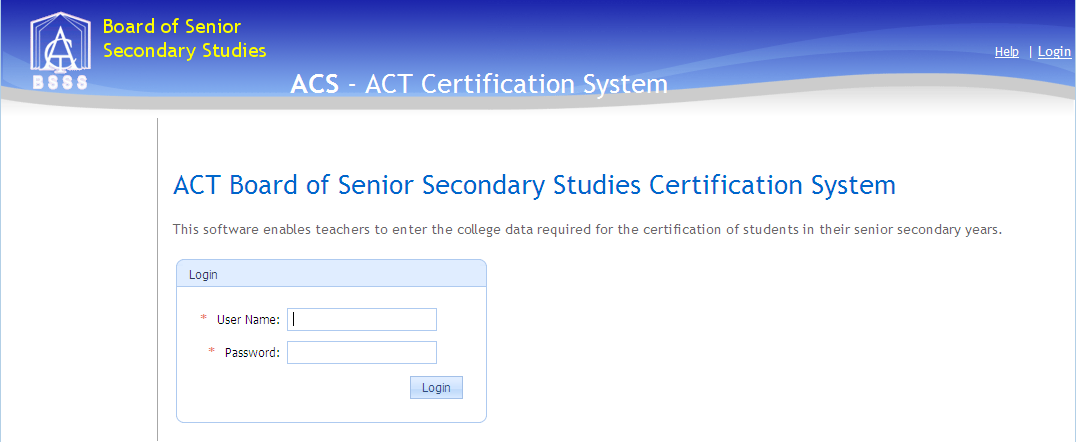 Board of Senior
Secondary Studies
ACT
BSSS
Help | Login
ACS - ACT Certification System
ACT Board of Senior Secondary Studies Certification System
This software enables teachers to enter the college data required for the certification of students in their senior secondary years.
Login
* User Name:
* Password:
Login